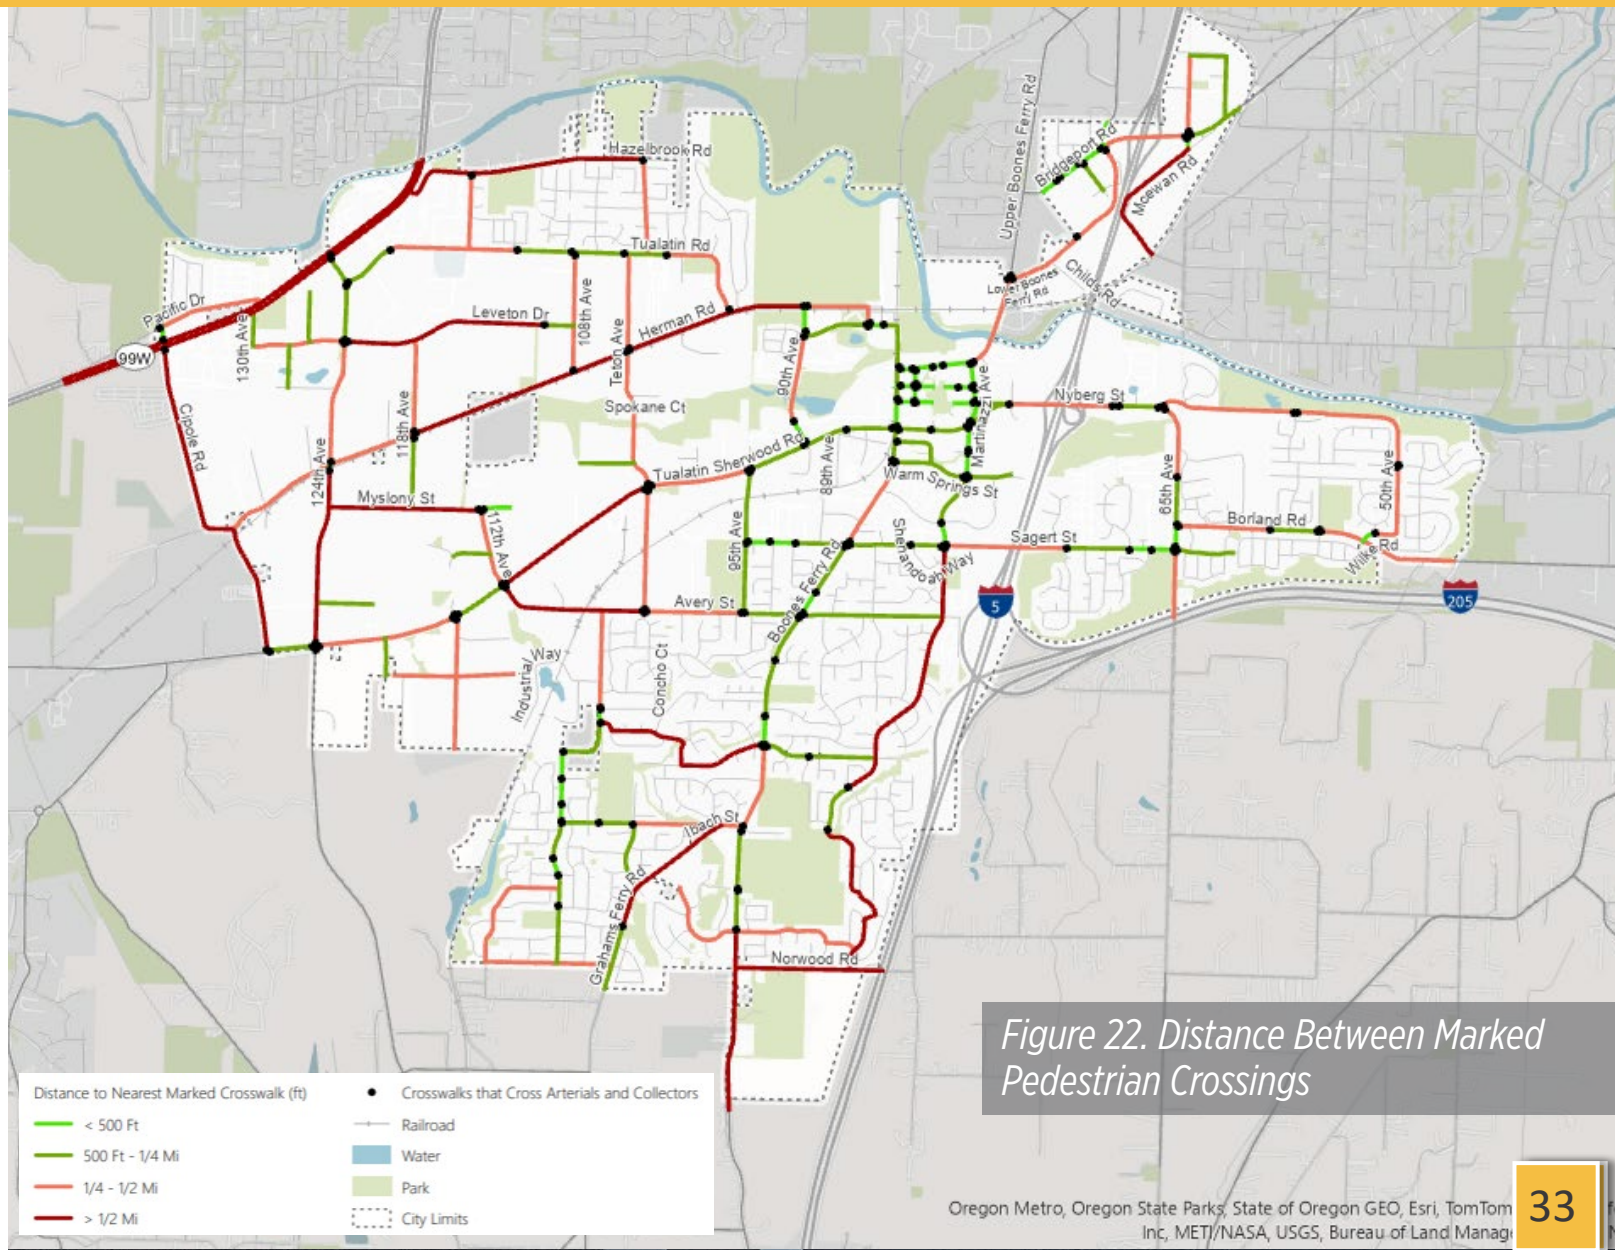 Upper Boones Ferry Rd
Bridgeport Rd
Mcewan Rd
Hazelbrook Rd
Tualatin Rd
Lower Boones
Ferry Rd
Childs Rd
Pacific Dr
99W
130th Ave
Leveton Dr
108th Ave
Teton Ave
Herman Rd
90th Ave
Cipole Rd
118th Ave
124th Ave
Spokane Ct
Martinazzi Ave
Nyberg St
Tualatin Sherwood Rd
89th Ave
Warm Springs St
65th Ave
50th Ave
Myslony St
112th Ave
95th Ave
Boones Ferry Rd
Shenandoah Way
Sagert St
Borland Rd
Wilke Rd
Avery St
5
205
Industrial Way
Concho Ct
Ibach St
Grahams Ferry Rd
Norwood Rd
Figure 22. Distance Between Marked
Pedestrian Crossings
Distance to Nearest Marked Crosswalk (ft)
< 500 Ft
500 Ft - 1/4 Mi
1/4 - 1/2 Mi
> 1/2 Mi
Crosswalks that Cross Arterials and Collectors
Railroad
Water
Park
City Limits
Oregon Metro, Oregon State Parks, State of Oregon GEO, Esri, TomTom
Inc, METI/NASA, USGS, Bureau of Land
33